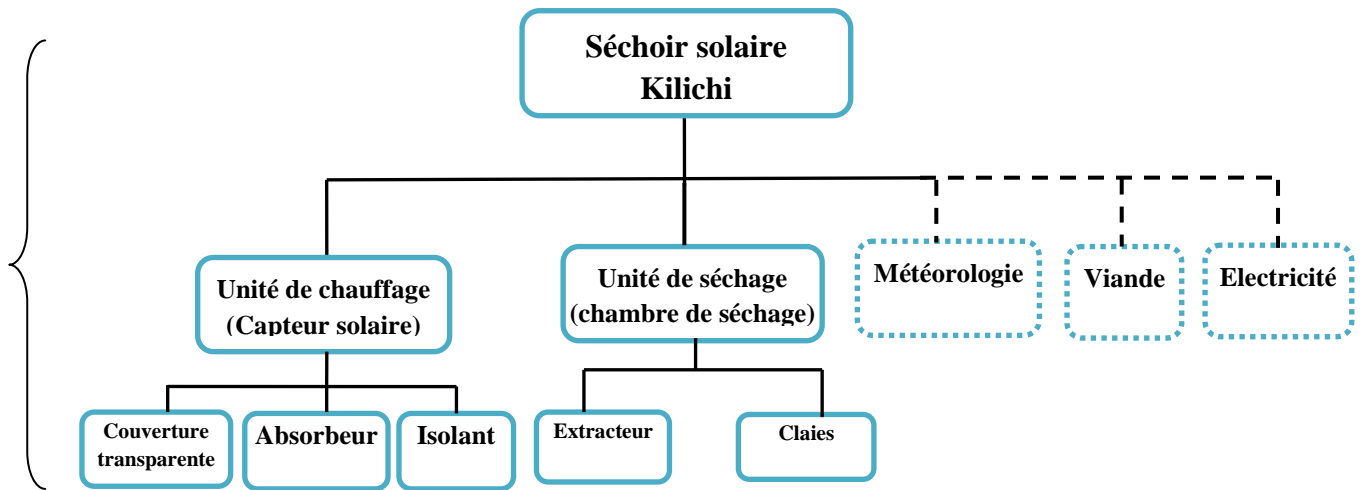 Séchoir solaire
Kilichi
Unité de chauffage
(Capteur solaire)
Unité de séchage
(chambre de séchage)
Météorologie
Viande
Electricité
Couverture
transparente
Absorbeur
Isolant
Extracteur
Claies